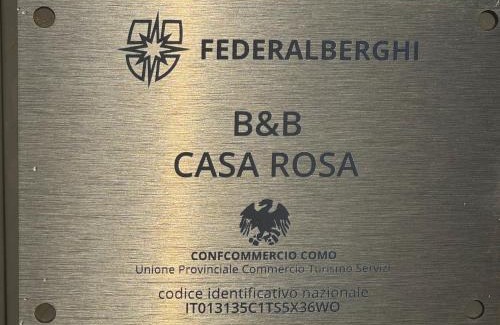 FEDERALBERGHI
B&B
CASA ROSA
CONFCOMMERCIO COMO
Unione Provinciale Commercio Turismo Servizi
codice identificativo nazionale
IT013135C1TS5X36WO